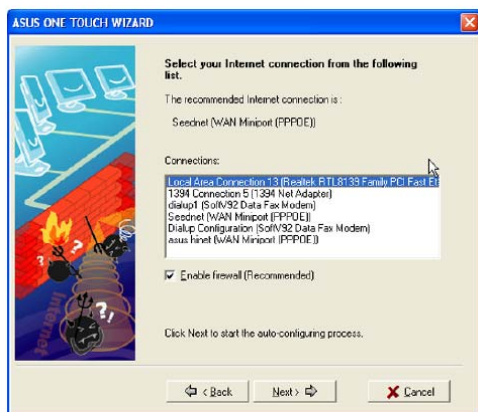 ASUS ONE TOUCH WIZARD
Select your Internet connection from the following
list.
The recommended Internet connection is :
Seednet (WAN Miniport (PPPOE))
Connections:
Local Area Connection 13 (Realtek RTL8139 Family PCI Fast
1394 Connection 5 (1394 Net Adapter)
dialup1 (SoftV92 Data Fax Modem)
Seednet (WAN Miniport (PPPOE))
Dialup Configuration (SoftV92 Data Fax Modem)
asus hinet (WAN Miniport (PPPOE))
Enable firewall (Recommended)
Click Next to start the auto-configuring process.
< Back
Next >
Cancel
Internet
?!
?!